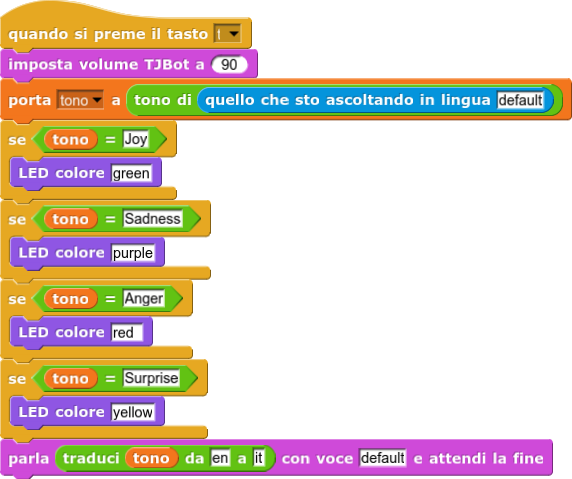 quando si preme il tasto t
imposta volume TJBot a 90
porta tono a tono di quello che sto ascoltando in lingua default
se tono = Joy
LED colore green
se tono = Sadness
LED colore purple
se tono = Anger
LED colore red
se tono = Surprise
LED colore yellow
parla traduci tono da en a it con voce default e attendi la fine